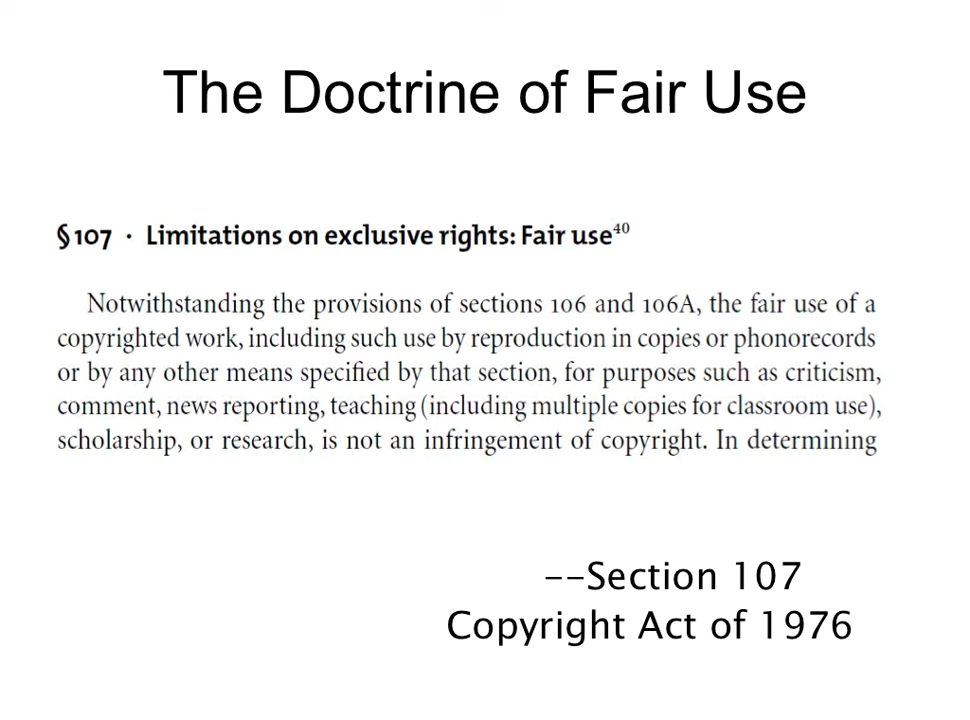 The Doctrine of Fair Use
§ 107 · Limitations on exclusive rights: Fair use40
Notwithstanding the provisions of sections 106 and 106A, the fair use of a
copyrighted work, including such use by reproduction in copies or phonorecords
or by any other means specified by that section, for purposes such as criticism,
comment, news reporting, teaching (including multiple copies for classroom use),
scholarship, or research, is not an infringement of copyright. In determining
--Section 107
Copyright Act of 1976